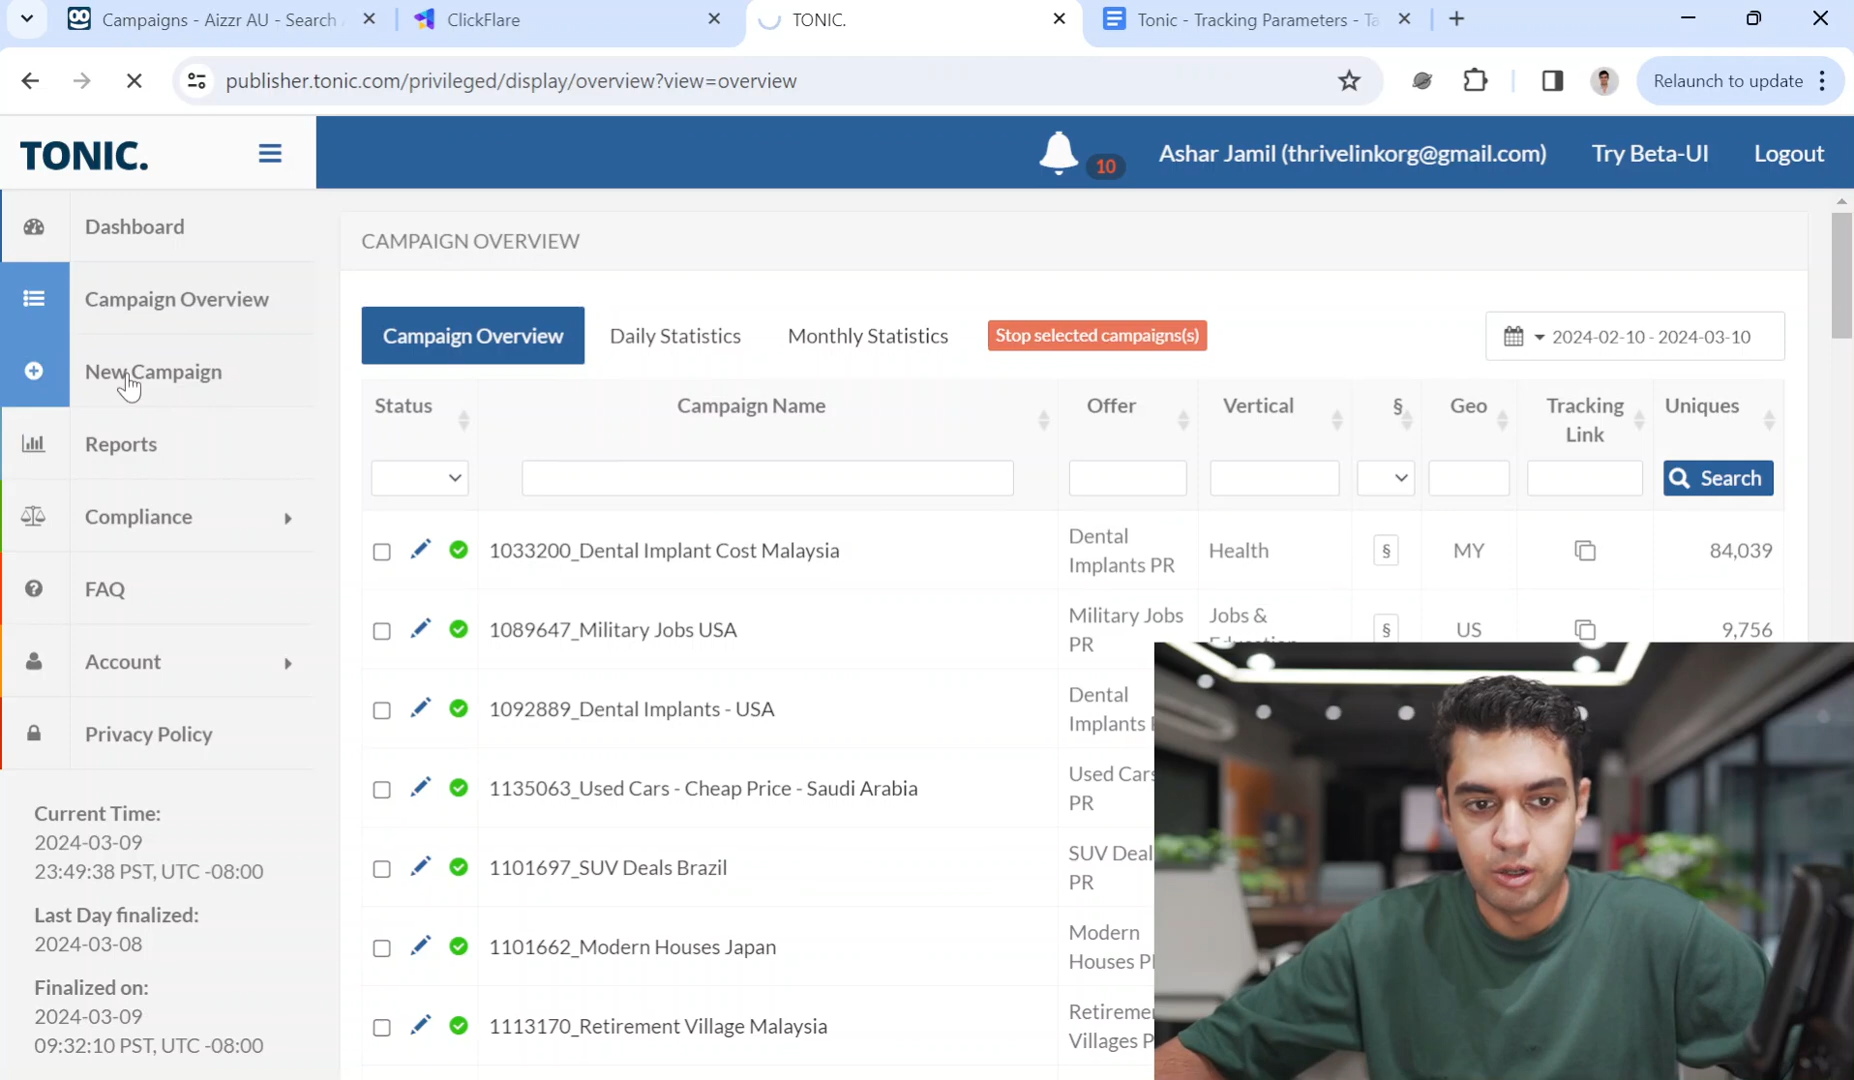 Campaigns - Aizzr AU - Search
ClickFlare
TONIC.
Tonic - Tracking Parameters - Ta
publisher.tonic.com/privileged/display/overview?view=overview
Relaunch to update
TONIC.
10
Ashar Jamil (thrivelinkorg@gmail.com)
Try Beta-UI
Logout
Dashboard
Campaign Overview
New Campaign
Reports
Compliance
FAQ
Account
Privacy Policy
Current Time:
2024-03-09
23:49:38 PST, UTC -08:00
Last Day finalized:
2024-03-08
Finalized on:
2024-03-09
09:32:10 PST, UTC -08:00
CAMPAIGN OVERVIEW
Campaign Overview
Daily Statistics
Monthly Statistics
Stop selected campaigns(s)
2024-02-10 - 2024-03-10
Status
Campaign Name
Offer
Vertical
§
Geo
Tracking
Link
Uniques
Search
1033200_Dental Implant Cost Malaysia
Dental
Implants PR
Health
§
MY
84,039
1089647_Military Jobs USA
Military Jobs
PR
Jobs &
§
US
9,756
1092889_Dental Implants - USA
Dental
Implants
1135063_Used Cars - Cheap Price - Saudi Arabia
Used Cars
PR
1101697_SUV Deals Brazil
SUV Deal
PR
1101662_Modern Houses Japan
Modern
Houses P
1113170_Retirement Village Malaysia
Retireme
Villages P